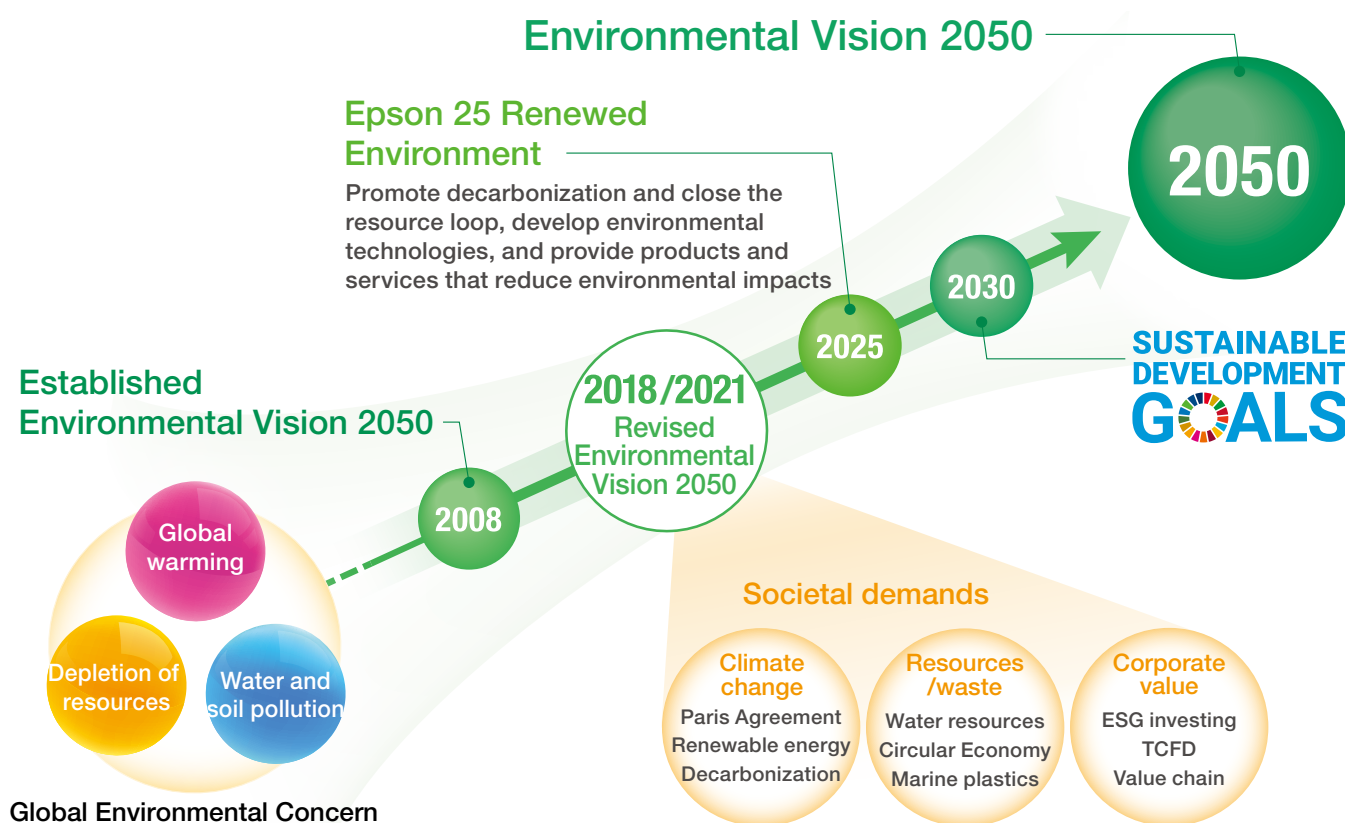 Environmental Vision 2050
2050
Epson 25 Renewed
Environment
Promote decarbonization and close the
resource loop, develop environmental
technologies, and provide products and
services that reduce environmental impacts
2030
2025
SUSTAINABLE
DEVELOPMENT
GOALS
Established
Environmental Vision 2050
2018/2021
Revised
Environmental
Vision 2050
2008
Global
warming
Depletion of
resources
Water and
soil pollution
Global Environmental Concern
Societal demands
Climate
change
Paris Agreement
Renewable energy
Decarbonization
Resources
/waste
Water resources
Circular Economy
Marine plastics
Corporate
value
ESG investing
TCFD
Value chain